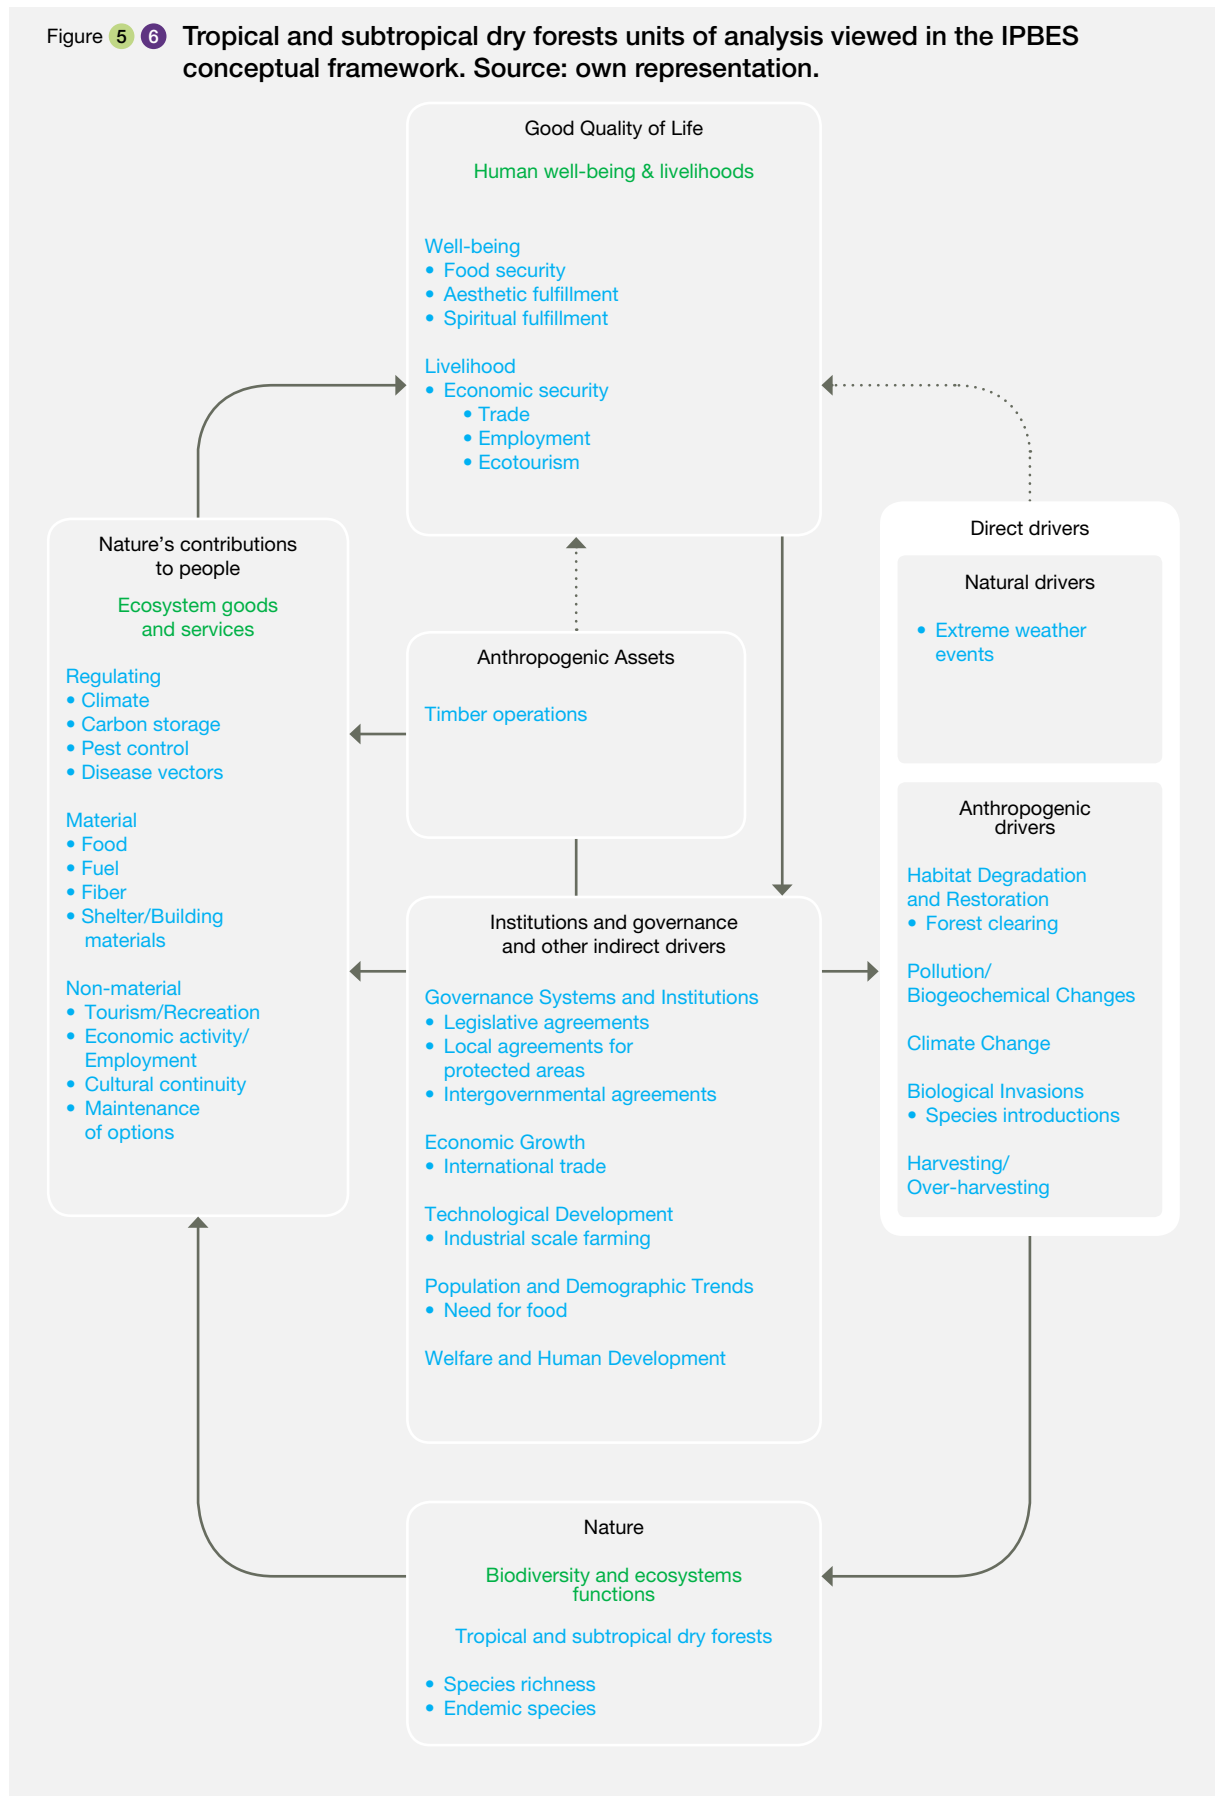 Figure 5 6 Tropical and subtropical dry forests units of analysis viewed in the IPBES
conceptual framework. Source: own representation.
Good Quality of Life
Human well-being & livelihoods
Well-being
• Food security
• Aesthetic fulfillment
• Spiritual fulfillment
Livelihood
• Economic security
• Trade
• Employment
• Ecotourism
Nature's contributions
to people
Ecosystem goods
and services
Regulating
• Climate
• Carbon storage
• Pest control
• Disease vectors
Material
• Food
• Fuel
• Fiber
• Shelter/Building
materials
Non-material
• Tourism/Recreation
• Economic activity/
Employment
• Cultural continuity
• Maintenance
of options
Anthropogenic Assets
Timber operations
Institutions and governance
and other indirect drivers
Governance Systems and Institutions
• Legislative agreements
• Local agreements for
protected areas
• Intergovernmental agreements
Economic Growth
• International trade
Technological Development
• Industrial scale farming
Population and Demographic Trends
• Need for food
Welfare and Human Development
Direct drivers
Natural drivers
• Extreme weather
events
Anthropogenic
drivers
Habitat Degradation
and Restoration
• Forest clearing
Pollution/
Biogeochemical Changes
Climate Change
Biological Invasions
• Species introductions
Harvesting/
Over-harvesting
Nature
Biodiversity and ecosystems
functions
Tropical and subtropical dry forests
• Species richness
• Endemic species